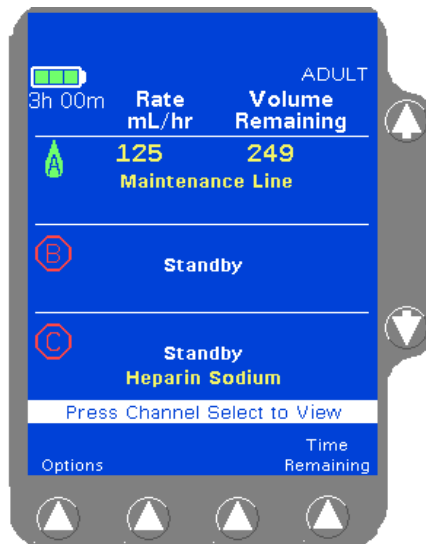 ADULT
3h 00m Rate Volume
mL/hr Remaining
A 125 249
Maintenance Line
B
Standby
C
Standby
Heparin Sodium
Press Channel Select to View
Time
Options Remaining